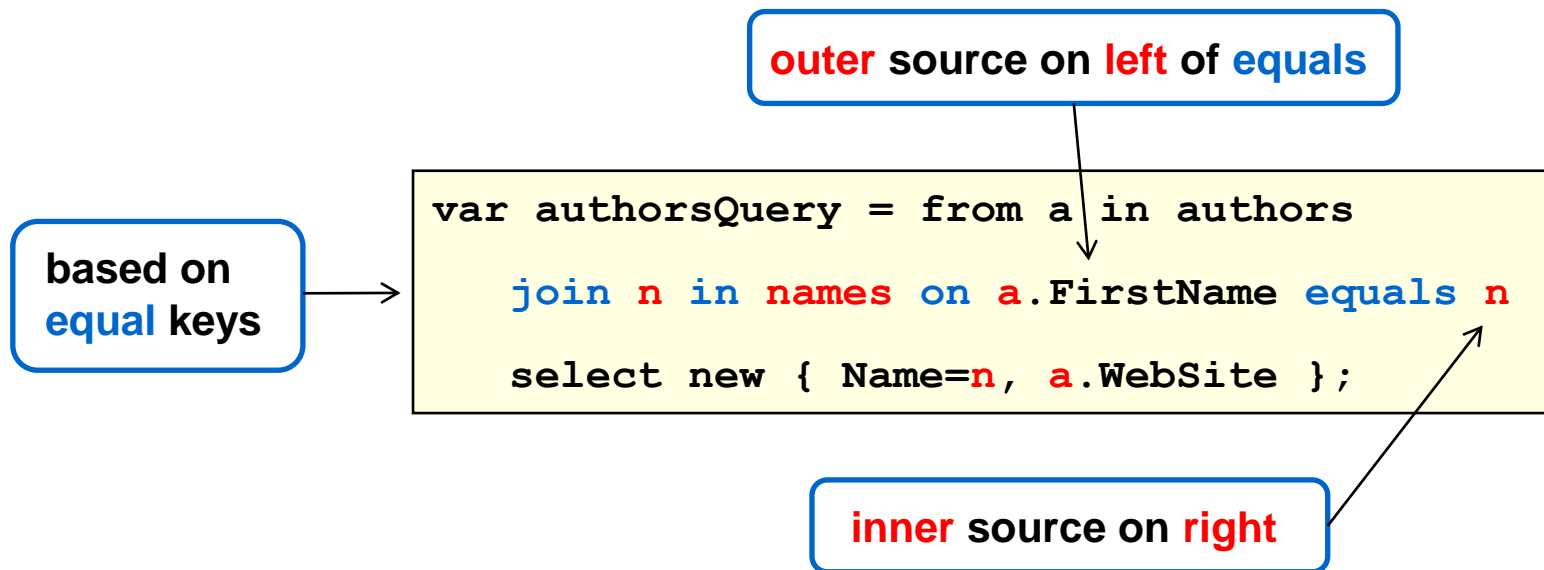 outer source on left of equals
var authorsQuery = from a in authors
based on
equal keys
join n in names on a.FirstName equals n
select new { Name=n, a.WebSite };
inner source on right